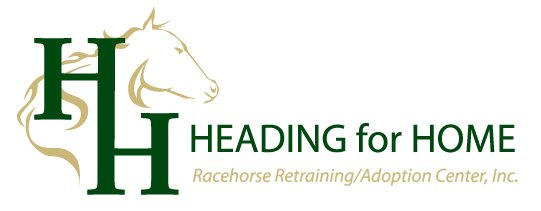 HH
HEADING for HOME
Racehorse Retraining/Adoption Center, Inc.